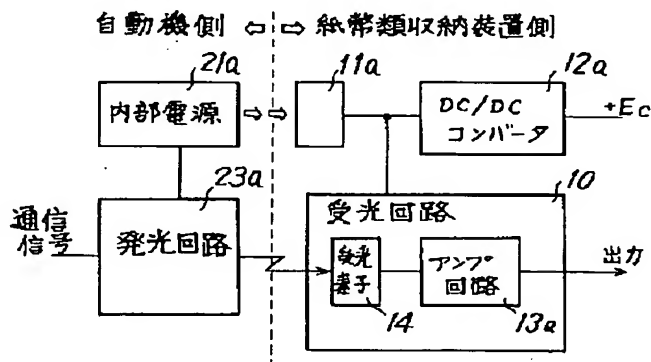 自動機側 ⇦ ⇨ 紙幣類収納装置側
21a
11a
12a
内部電源
⇨ ⇨
DC/DC
コンバータ
+Ec
23a
10
通信
信号
発光回路
受光回路
受光
素子
アンプ
回路
出力
14
13a